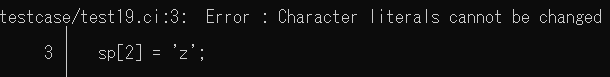 testcase/test19.ci:3:  Error : Character literals cannot be changed
3 sp[2] = 'z';